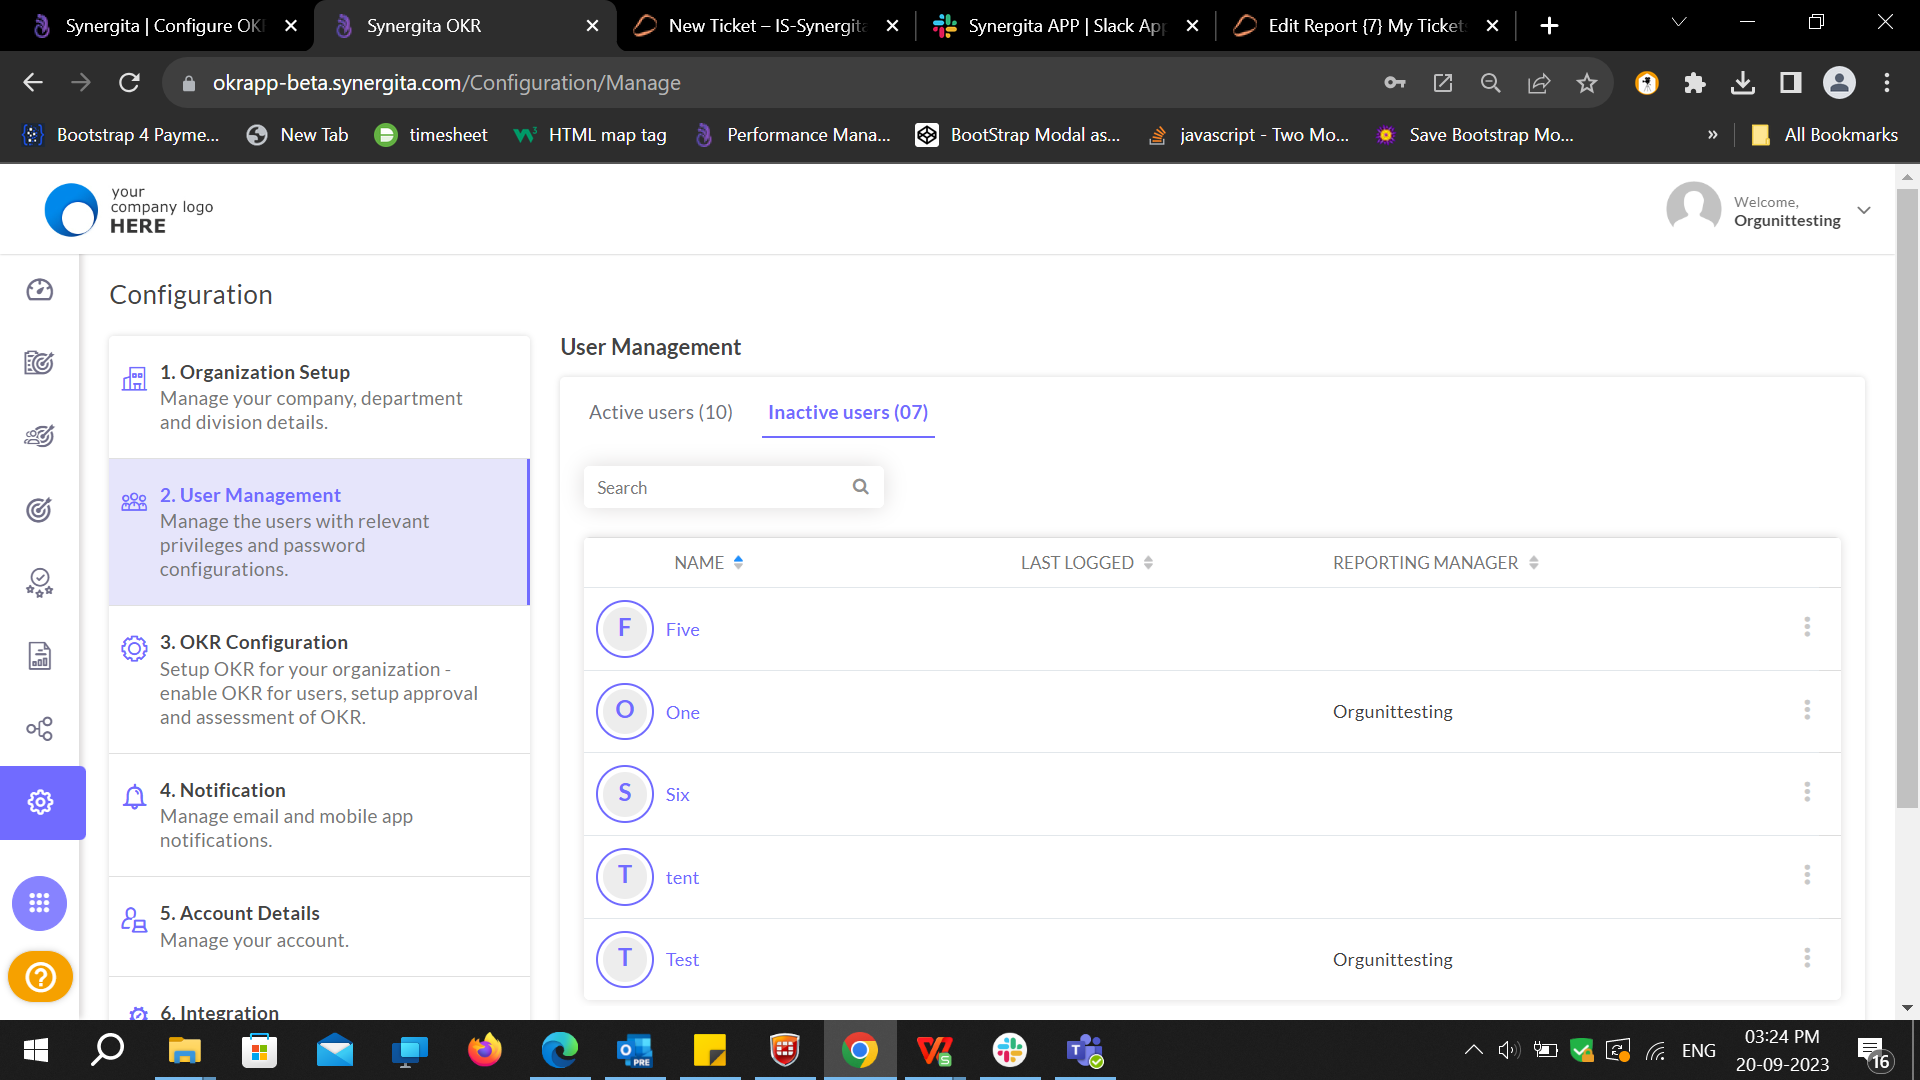 Synergita | Configure OK
Synergita OKR
New Ticket – IS-Synergita
Synergita APP | Slack App
Edit Report {7} My Tickets
okrapp-beta.synergita.com/Configuration/Manage
Bootstrap 4 Payme...
New Tab
timesheet
HTML map tag
Performance Mana...
BootStrap Modal as...
javascript - Two Mo...
Save Bootstrap Mo...
»
All Bookmarks
your
company logo
HERE
Welcome,
Orgunittesting
Configuration
1. Organization Setup
Manage your company, department
and division details.
2. User Management
Manage the users with relevant
privileges and password
configurations.
3. OKR Configuration
Setup OKR for your organization -
enable OKR for users, setup approval
and assessment of OKR.
4. Notification
Manage email and mobile app
notifications.
5. Account Details
Manage your account.
6. Integration
User Management
Active users (10)
Inactive users (07)
Search
NAME
LAST LOGGED
REPORTING MANAGER
F
Five
O
One
Orgunittesting
S
Six
T
tent
T
Test
Orgunittesting
ENG
03:24 PM
20-09-2023
16